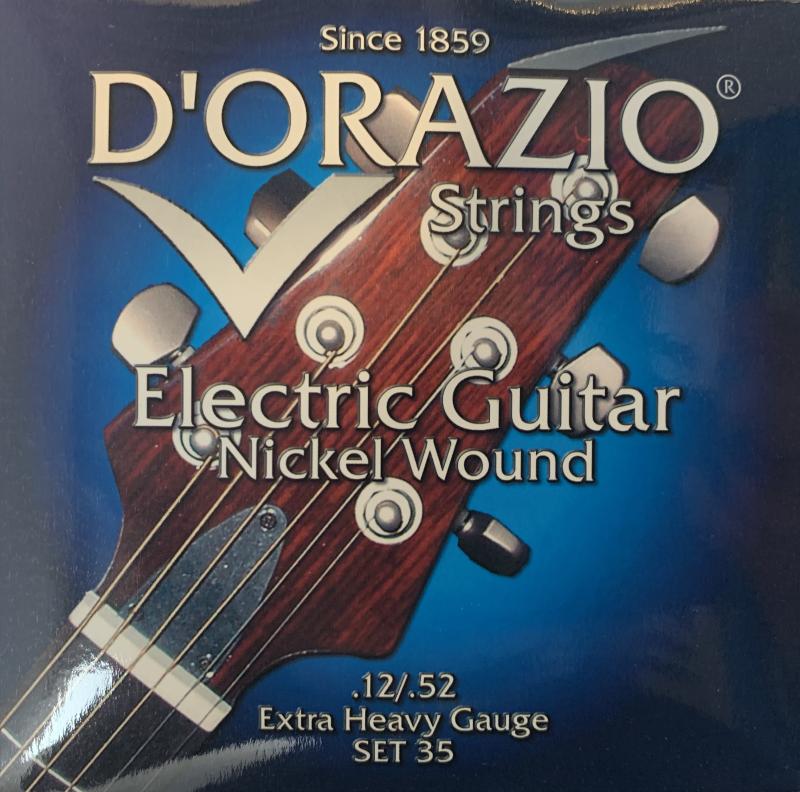 Since 1859
D'ORAZIO®
Strings
Electric Guitar
Nickel Wound
.12/.52
Extra Heavy Gauge
SET 35